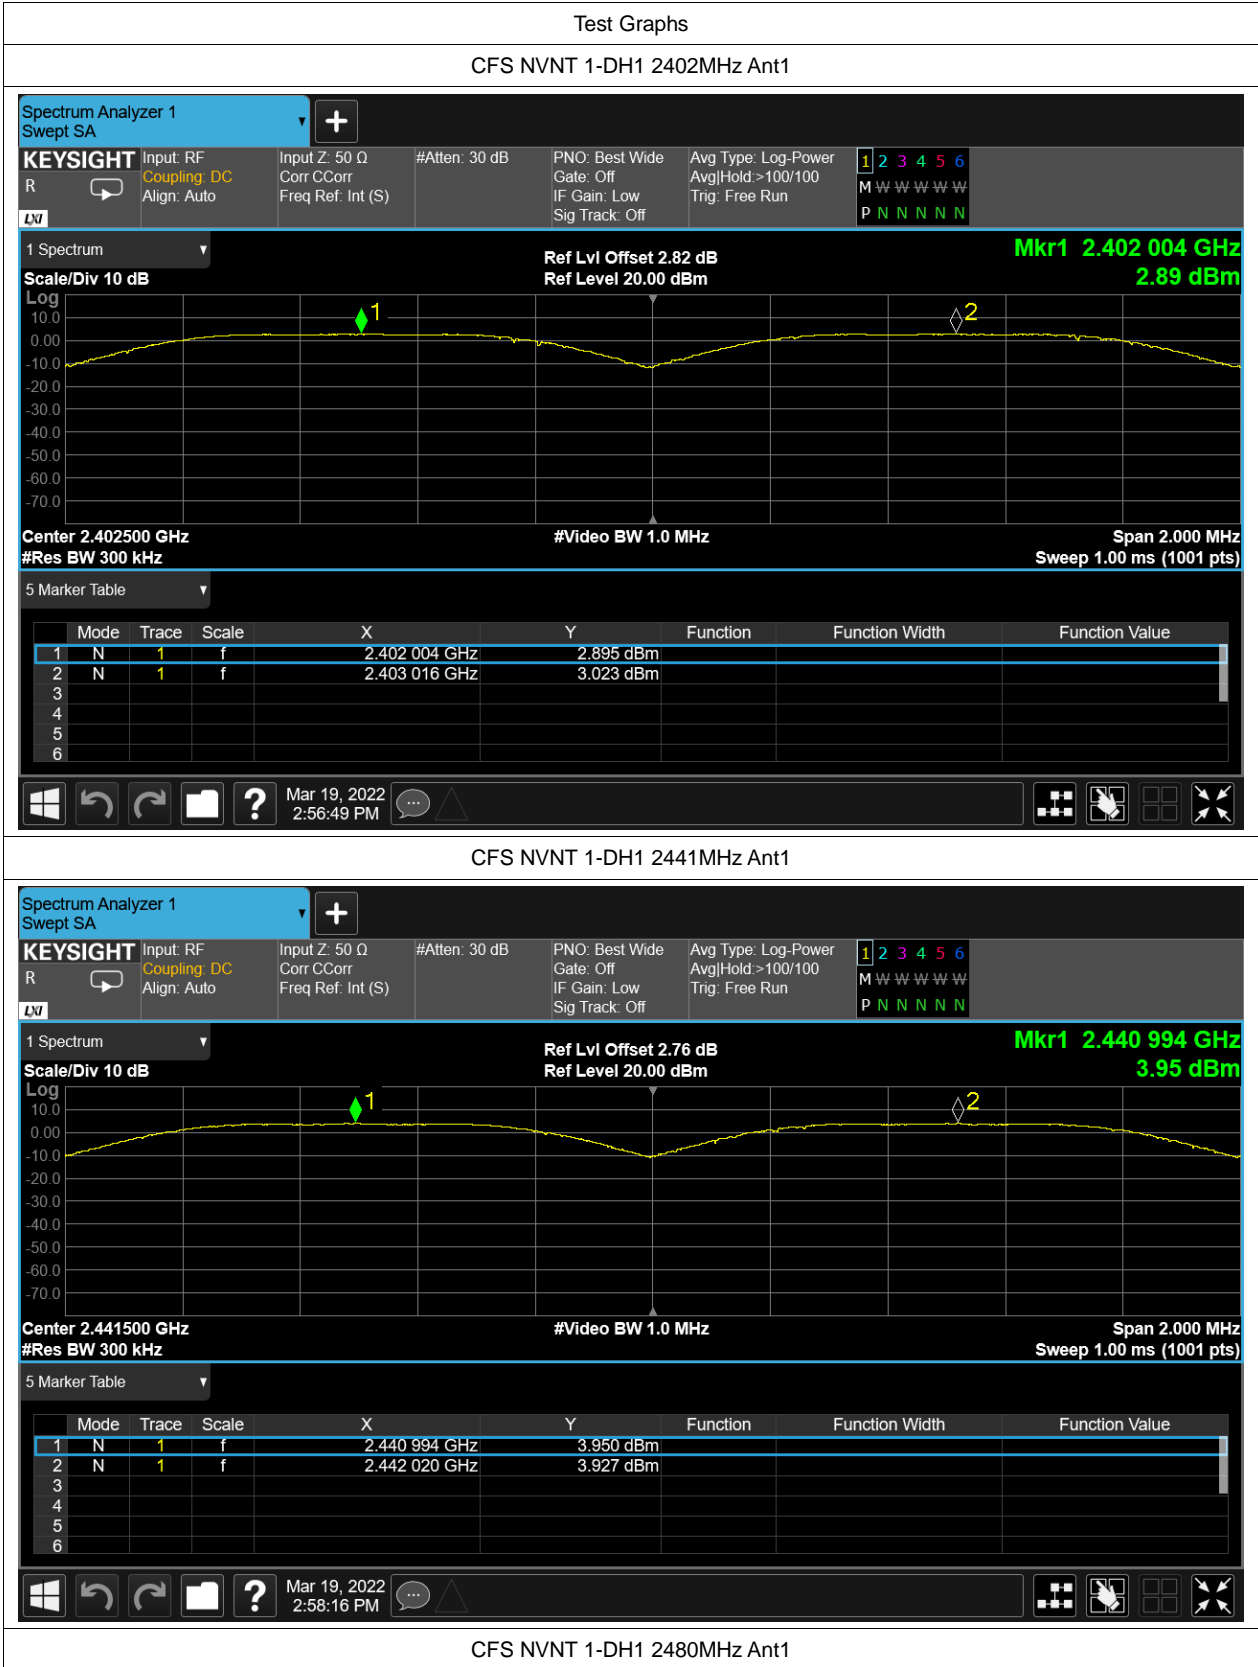 Test Graphs
CFS NVNT 1-DH1 2402MHz Ant1
Spectrum Analyzer 1
Swept SA
KEYSIGHT Input: RF Input Z: 50 Ω #Atten: 30 dB PNO: Best Wide Avg Type: Log-Power 1 2 3 4 5 6
R Coupling: DC Corr CCorr Gate: Off Avg|Hold:>100/100 M W W W W W
Align: Auto Freq Ref: Int (S) IF Gain: Low Trig: Free Run
LXI Sig Track: Off P N N N N N
1 Spectrum Ref Lvl Offset 2.82 dB Mkr1 2.402 004 GHz
Scale/Div 10 dB Ref Level 20.00 dBm 2.89 dBm
Log
10.0
0.00
-10.0
-20.0
-30.0
-40.0
-50.0
-60.0
-70.0
1 2
Center 2.402500 GHz #Video BW 1.0 MHz Span 2.000 MHz
#Res BW 300 kHz Sweep 1.00 ms (1001 pts)
5 Marker Table
Mode Trace Scale X Y Function Function Width Function Value
1 N 1 f 2.402 004 GHz 2.895 dBm
2 N 1 f 2.403 016 GHz 3.023 dBm
3
4
5
6
? Mar 19, 2022
2:56:49 PM
CFS NVNT 1-DH1 2441MHz Ant1
Spectrum Analyzer 1
Swept SA
KEYSIGHT Input: RF Input Z: 50 Ω #Atten: 30 dB PNO: Best Wide Avg Type: Log-Power 1 2 3 4 5 6
R Coupling: DC Corr CCorr Gate: Off Avg|Hold:>100/100 M W W W W W
Align: Auto Freq Ref: Int (S) IF Gain: Low Trig: Free Run
LXI Sig Track: Off P N N N N N
1 Spectrum Ref Lvl Offset 2.76 dB Mkr1 2.440 994 GHz
Scale/Div 10 dB Ref Level 20.00 dBm 3.95 dBm
Log
10.0
0.00
-10.0
-20.0
-30.0
-40.0
-50.0
-60.0
-70.0
1 2
Center 2.441500 GHz #Video BW 1.0 MHz Span 2.000 MHz
#Res BW 300 kHz Sweep 1.00 ms (1001 pts)
5 Marker Table
Mode Trace Scale X Y Function Function Width Function Value
1 N 1 f 2.440 994 GHz 3.950 dBm
2 N 1 f 2.442 020 GHz 3.927 dBm
3
4
5
6
? Mar 19, 2022
2:58:16 PM
CFS NVNT 1-DH1 2480MHz Ant1